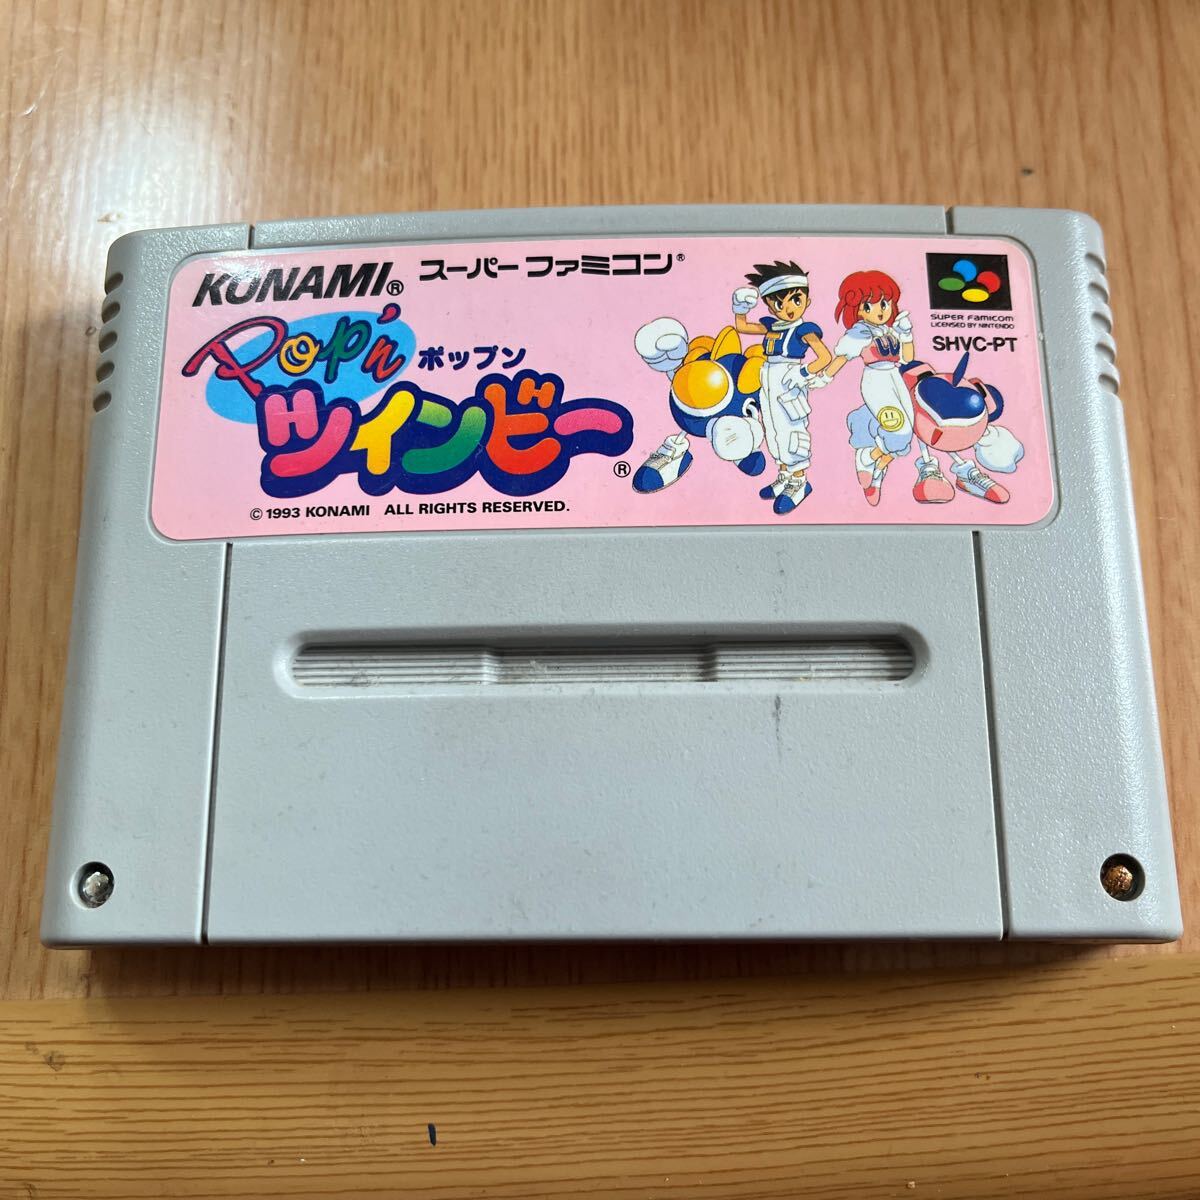 KONAMI® スーパーファミコン®
Pop'n ポップン
ツインビー®
© 1993 KONAMI ALL RIGHTS RESERVED.
SUPER FAMICOM
LICENSED BY NINTENDO
SHVC-PT
T
W